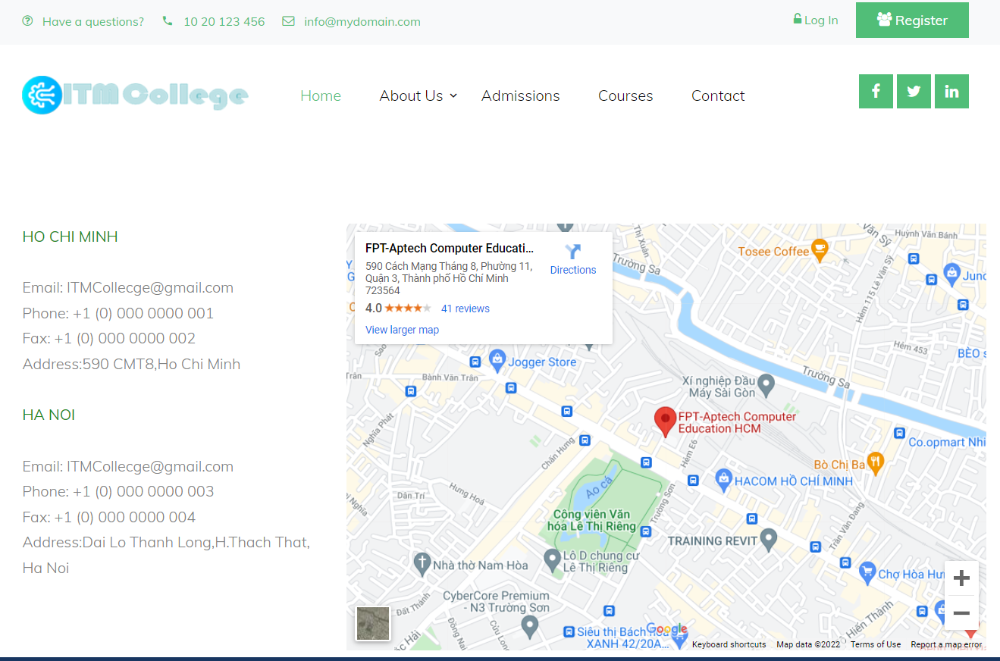 Have a questions? 10 20 123 456 info@mydomain.com Log In Register
ITM College Home About Us Admissions Courses Contact
HO CHI MINH
Email: ITMCollecge@gmail.com
Phone: +1 (0) 000 0000 001
Fax: +1 (0) 000 0000 002
Address:590 CMT8,Ho Chi Minh
HA NOI
Email: ITMCollecge@gmail.com
Phone: +1 (0) 000 0000 003
Fax: +1 (0) 000 0000 004
Address:Dai Lo Thanh Long,H.Thach That,
Ha Noi
FPT-Aptech Computer Educati...
590 Cách Mạng Tháng 8, Phường 11,
Quận 3, Thành phố Hồ Chí Minh
723564
4.0 41 reviews
View larger map
Directions
Thị Xuân
Trường Sa
Tosee Coffee
Huỳnh Văn Bánh
Hẻm 115 Lê Văn Sỹ
Junc
Hẻm 453
BÈO s
Jogger Store
Bành Văn Trân
Trường Sa
Xí nghiệp Đầu
Máy Sài Gòn
FPT-Aptech Computer
Education HCM
Nghĩa Phát
Chấn Hưng
Hẻm E6
Co.opmart Nhi
Bò Chị Ba
HACOM HỒ CHÍ MINH
Ao cá
Hưng Hoá
Dân Trí
Nghĩa
Trường Sơn
Công viên Văn
hóa Lê Thị Riêng
TRAINING REVIT
Trần Văn Đang
Lô D chung cư
Lê Thị Riêng
Nhà thờ Nam Hòa
Chợ Hòa Hưn
CyberCore Premium
- N3 Trường Sơn
Đất Thánh
Đồng Nai
Cửu Long
Siêu thị Bách hoá
XANH 42/20A...
Hiến Thành
Google
Keyboard shortcuts Map data ©2022 Terms of Use Report a map error